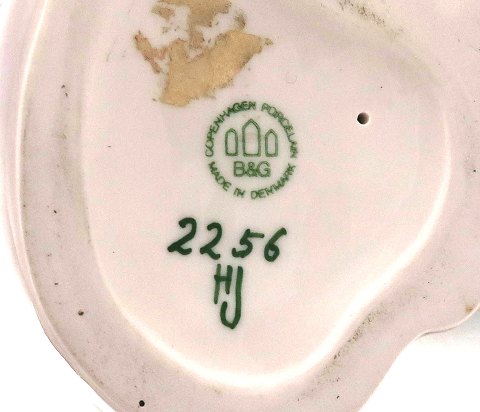 COPENHAGEN PORCELAIN
B&G
MADE IN DENMARK
2256
HJ